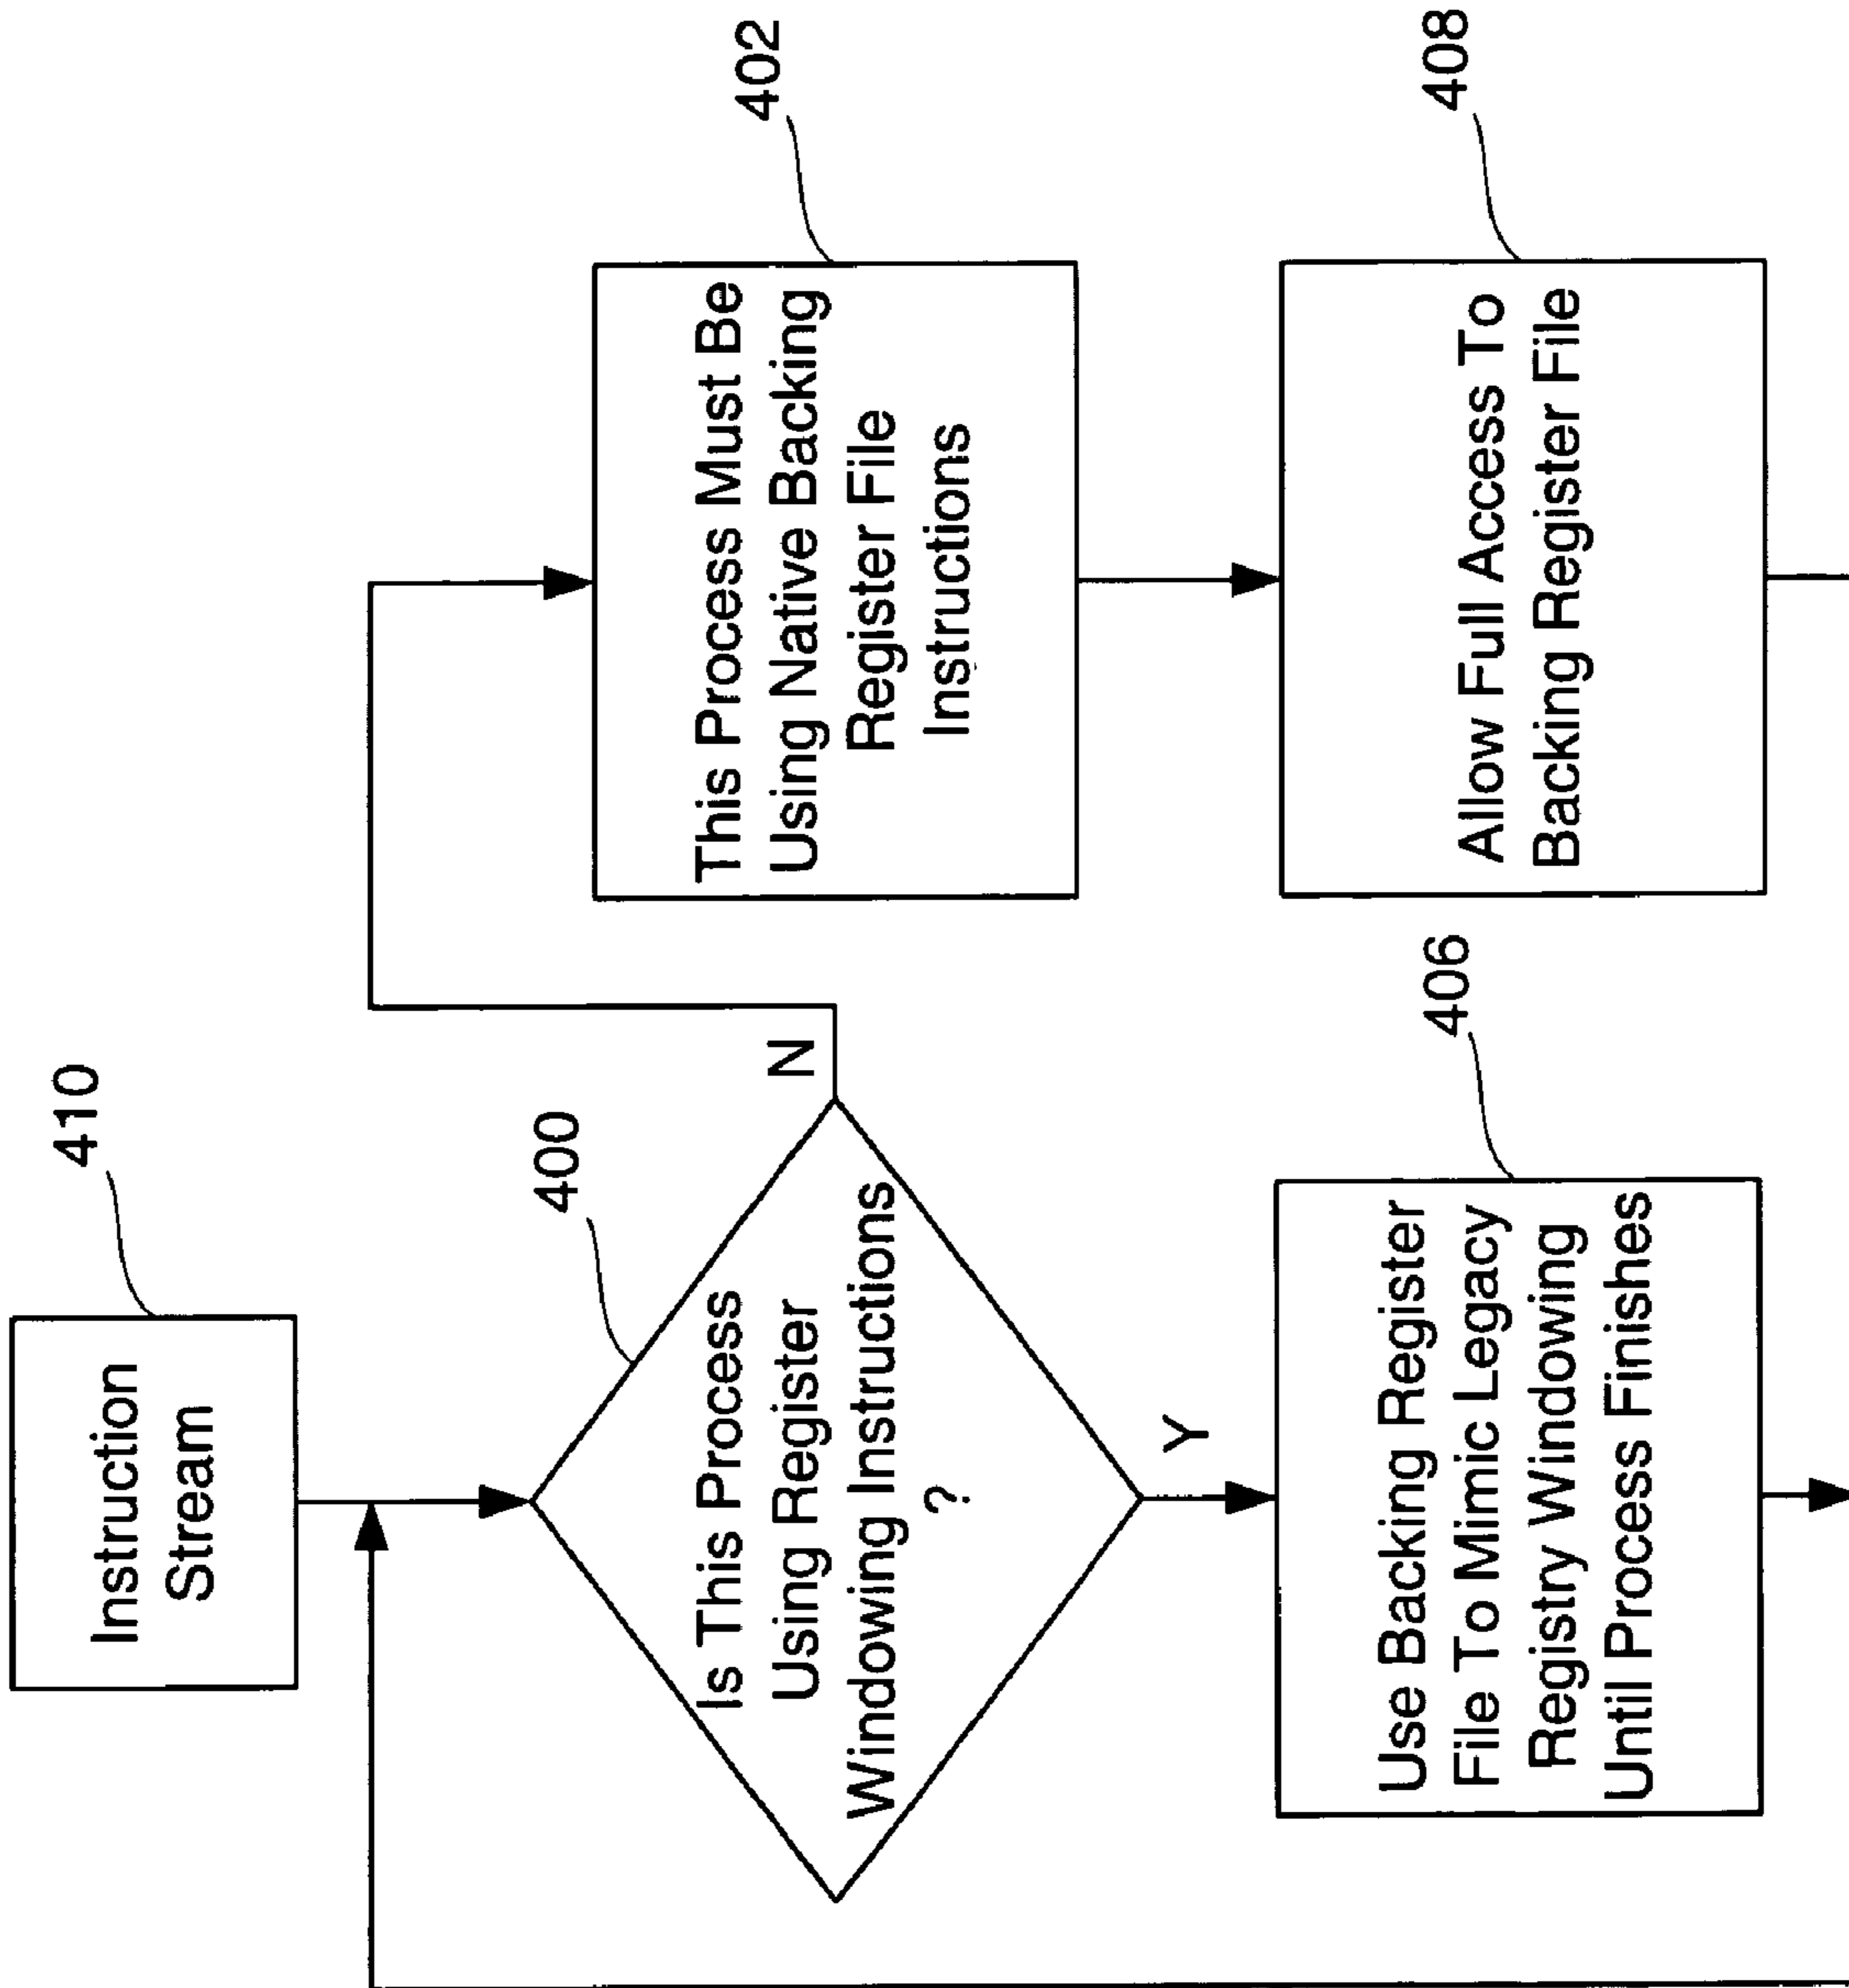 Instruction
Stream
410
Is This Process
Using Register
Windowing Instructions
?
400
N
Y
This Process Must Be
Using Native Backing
Register File
Instructions
402
Use Backing Register
File To Mimic Legacy
Registry Windowing
Until Process Finishes
406
Allow Full Access To
Backing Register File
408